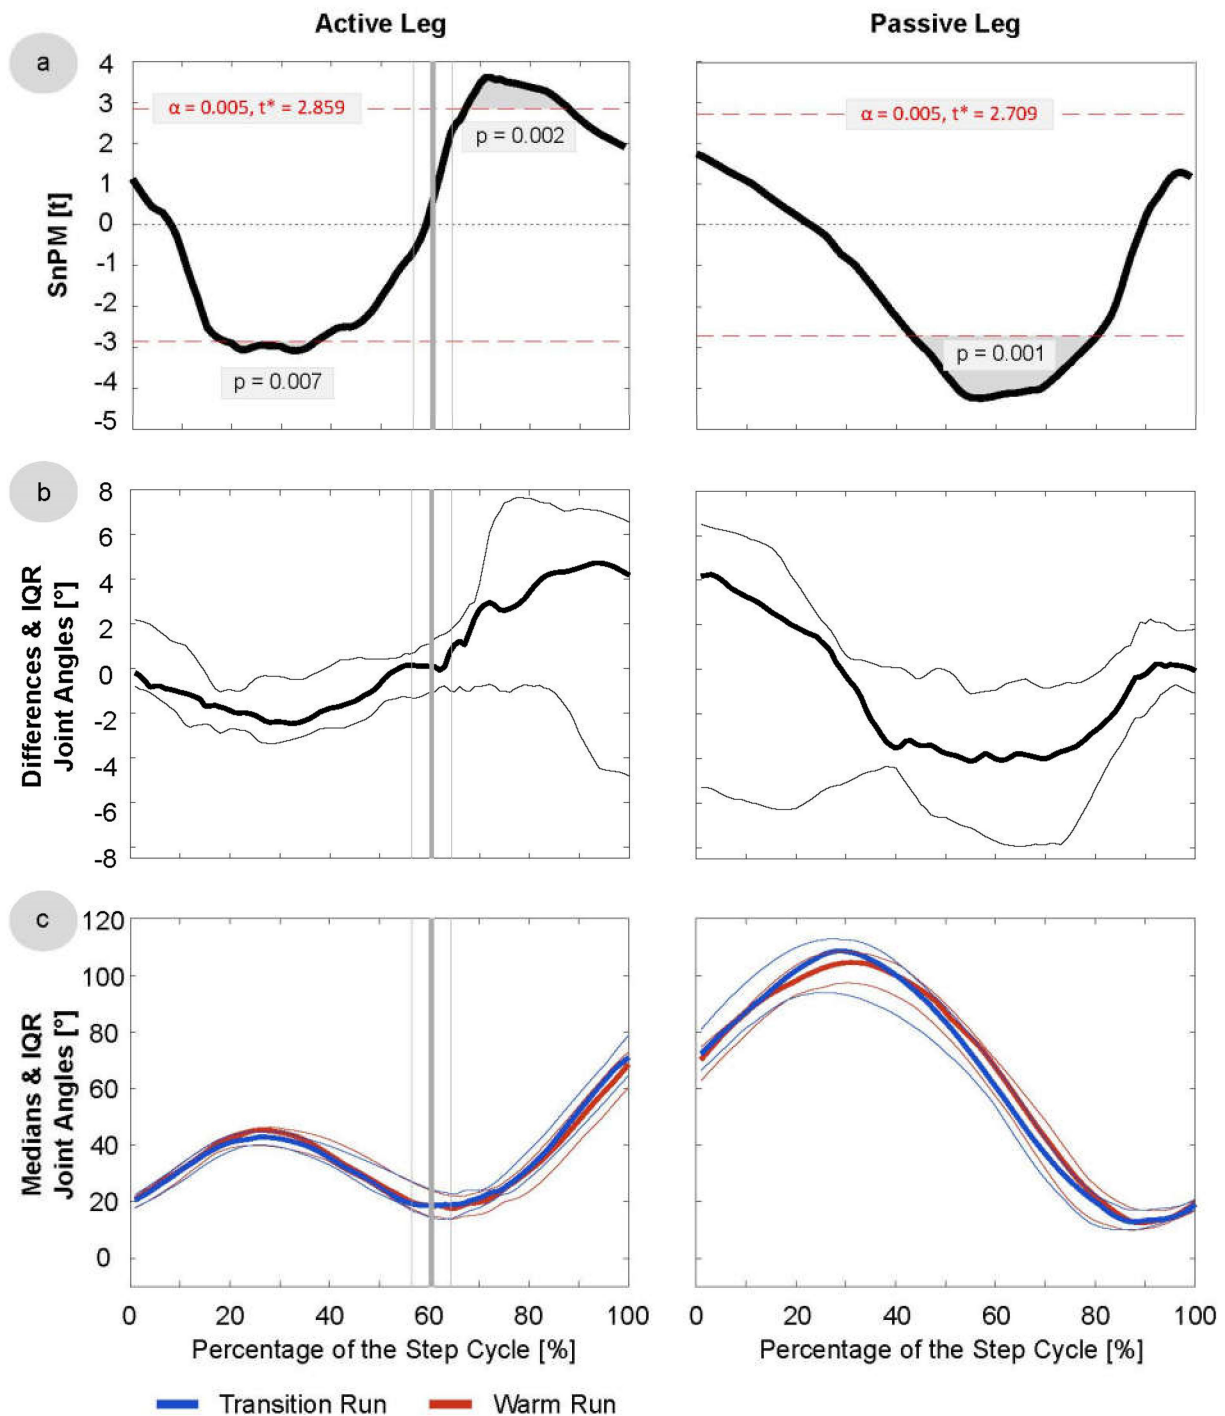 Active Leg
Passive Leg
a
SnPM [t]
4
3
2
1
0
-1
-2
-3
-4
-5
α = 0.005, t* = 2.859
p = 0.002
p = 0.007
α = 0.005, t* = 2.709
p = 0.001
b
Differences & IQR
Joint Angles [°]
8
6
4
2
0
-2
-4
-6
-8
c
Medians & IQR
Joint Angles [°]
120
100
80
60
40
20
0
0 20 40 60 80 100
0 20 40 60 80 100
Percentage of the Step Cycle [%]
Percentage of the Step Cycle [%]
Transition Run
Warm Run